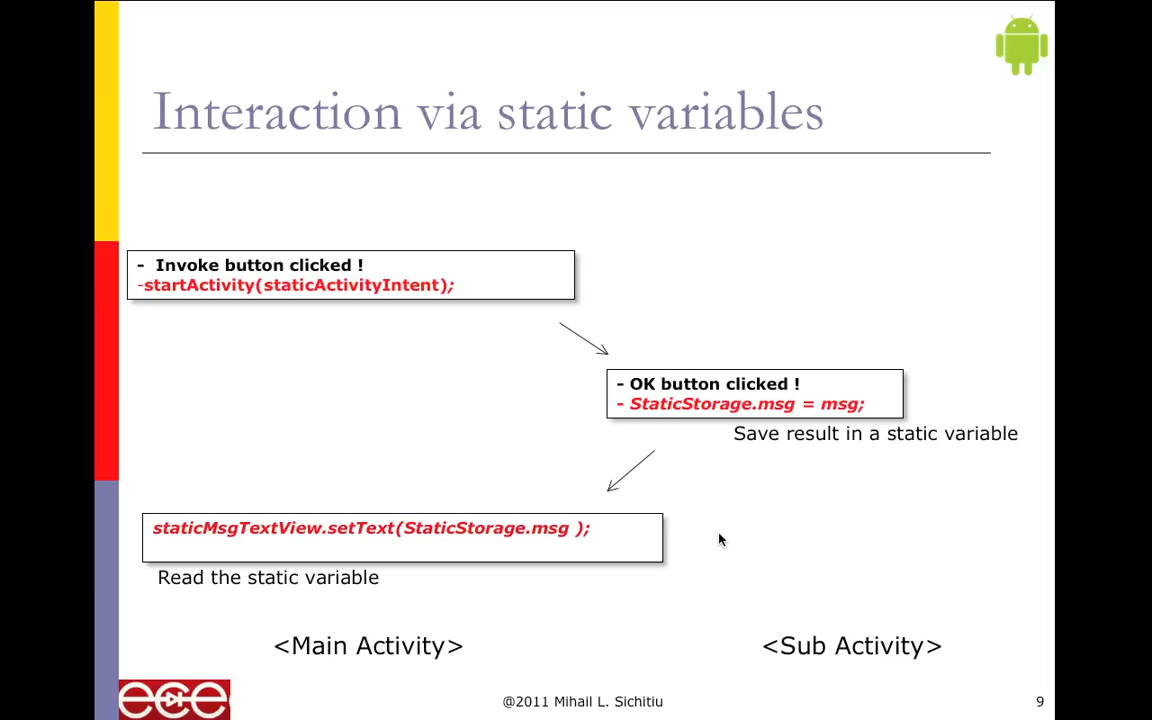 Interaction via static variables
- Invoke button clicked !
-startActivity(staticActivityIntent);
- OK button clicked !
- StaticStorage.msg = msg;
Save result in a static variable
staticMsgTextView.setText(StaticStorage.msg );
Read the static variable
<Main Activity>
<Sub Activity>
ece
@2011 Mihail L. Sichitiu
9